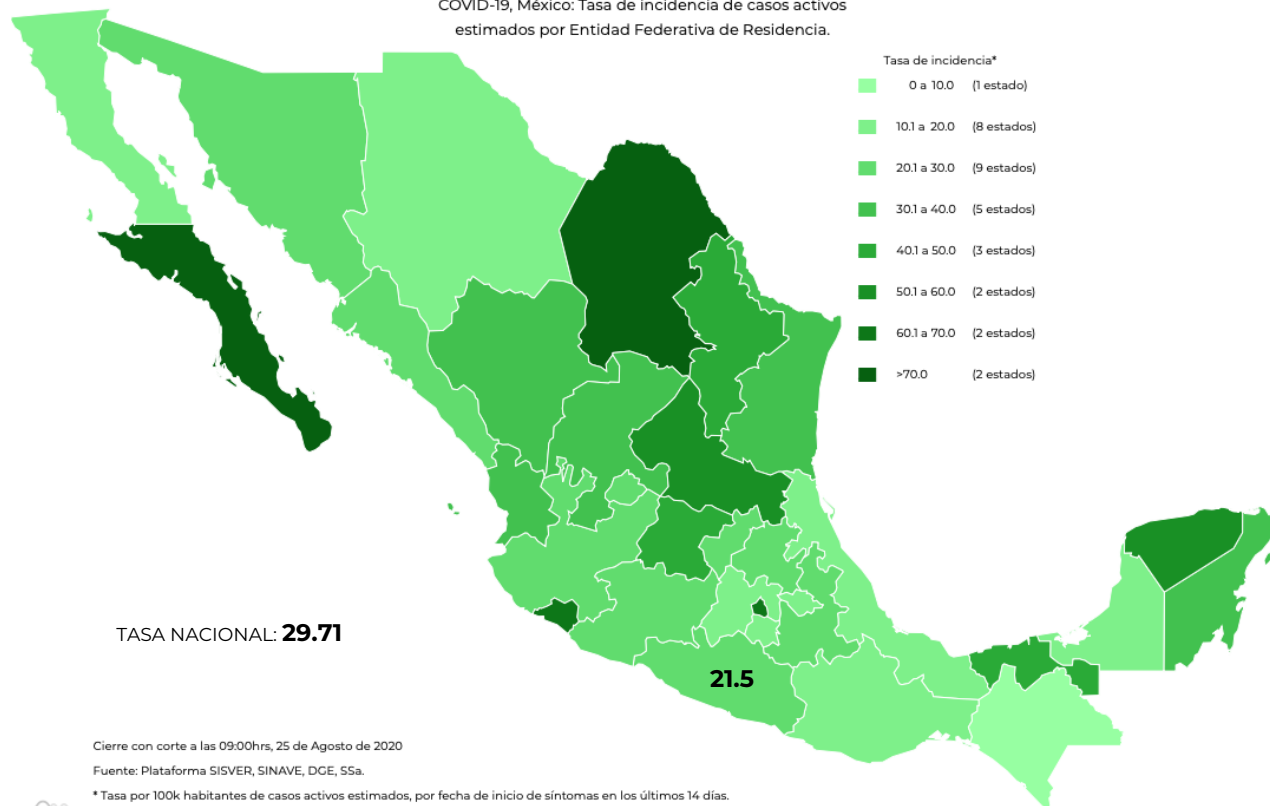 COVID-19, México: Tasa de incidencia de casos activos
estimados por Entidad Federativa de Residencia.
Tasa de incidencia*
0 a 10.0 (1 estado)
10.1 a 20.0 (8 estados)
20.1 a 30.0 (9 estados)
30.1 a 40.0 (5 estados)
40.1 a 50.0 (3 estados)
50.1 a 60.0 (2 estados)
60.1 a 70.0 (2 estados)
>70.0 (2 estados)
TASA NACIONAL: 29.71
21.5
Cierre con corte a las 09:00hrs, 25 de Agosto de 2020
Fuente: Plataforma SISVER, SINAVE, DGE, SSa.
* Tasa por 100k habitantes de casos activos estimados, por fecha de inicio de síntomas en los últimos 14 días.